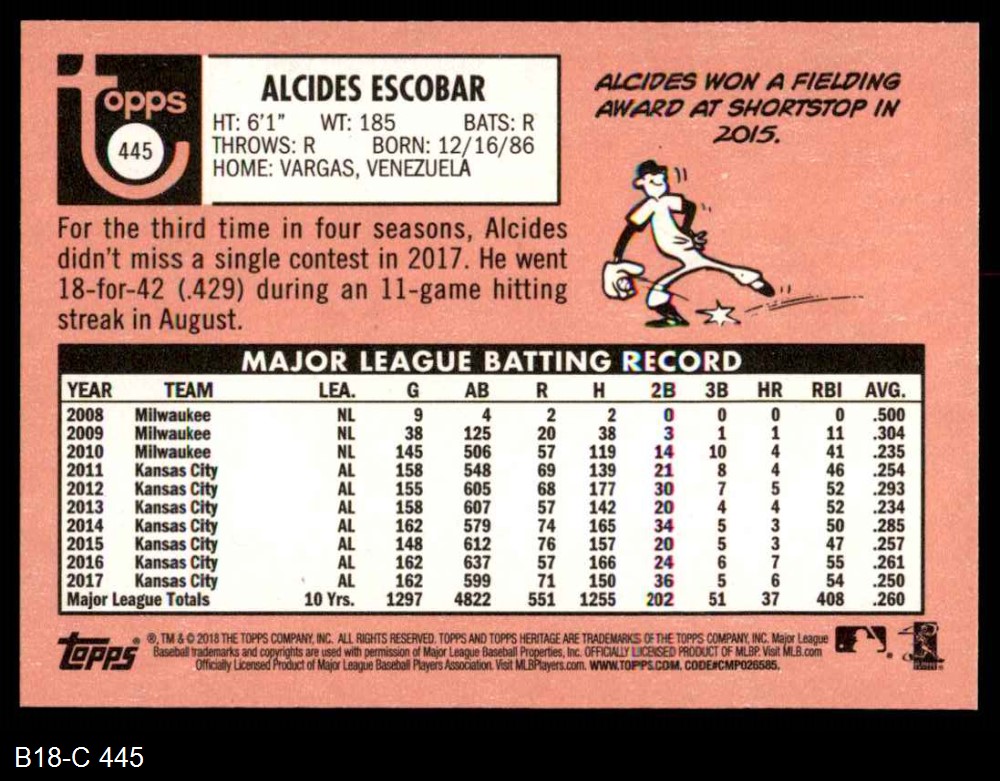 Topps
445
ALCIDES ESCOBAR
HT: 6'1" WT: 185 BATS: R
THROWS: R BORN: 12/16/86
HOME: VARGAS, VENEZUELA
ALCIDES WON A FIELDING
AWARD AT SHORTSTOP IN
2015.
For the third time in four seasons, Alcides
didn't miss a single contest in 2017. He went
18-for-42 (.429) during an 11-game hitting
streak in August.
MAJOR LEAGUE BATTING RECORD
YEAR TEAM LEA. G AB R H 2B 3B HR RBI AVG.
2008 Milwaukee NL 9 4 2 2 0 0 0 0 .500
2009 Milwaukee NL 38 125 20 38 3 1 1 11 .304
2010 Milwaukee NL 145 506 57 119 14 10 4 41 .235
2011 Kansas City AL 158 548 69 139 21 8 4 46 .254
2012 Kansas City AL 155 605 68 177 30 7 5 52 .293
2013 Kansas City AL 158 607 57 142 20 4 4 52 .234
2014 Kansas City AL 162 579 74 165 34 5 3 50 .285
2015 Kansas City AL 148 612 76 157 20 5 3 47 .257
2016 Kansas City AL 162 637 57 166 24 6 7 55 .261
2017 Kansas City AL 162 599 71 150 36 5 6 54 .250
Major League Totals 10 Yrs. 1297 4822 551 1255 202 51 37 408 .260
Topps ® ®, TM & © 2018 THE TOPPS COMPANY, INC. ALL RIGHTS RESERVED. TOPPS AND TOPPS HERITAGE ARE TRADEMARKS OF THE TOPPS COMPANY, INC. Major League
Baseball trademarks and copyrights are used with permission of Major League Baseball Properties, Inc. OFFICIALLY LICENSED PRODUCT OF MLBP. Visit MLB.com
Officially Licensed Product of Major League Baseball Players Association. Visit MLBPlayers.com. WWW.TOPPS.COM. CODE#CMP026585.
B18-C 445